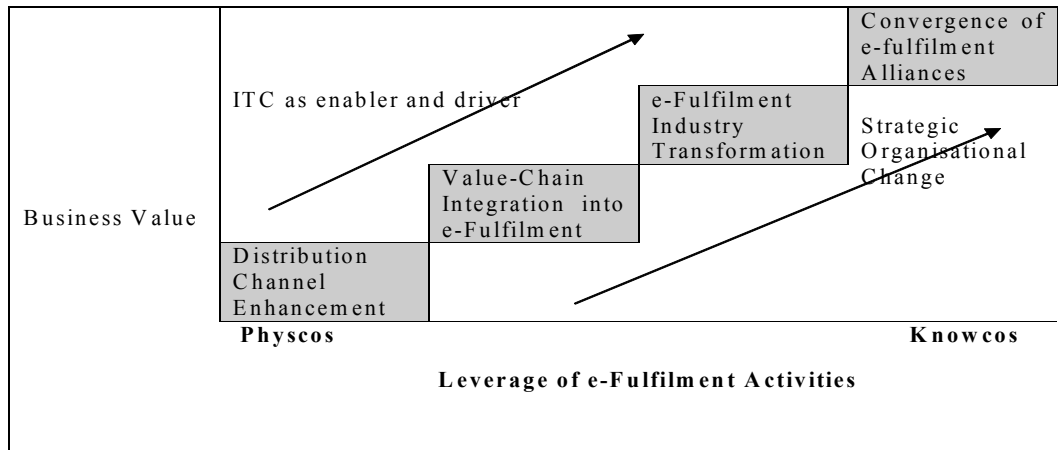 Convergence of
e-fulfilment
Alliances
ITC as enabler and driver
e-Fulfilment
Industry
Transformation
Strategic
Organisational
Change
Value-Chain
Integration into
e-Fulfilment
Business Value
Distribution
Channel
Enhancement
Physcos
Knowcos
Leverage of e-Fulfilment Activities